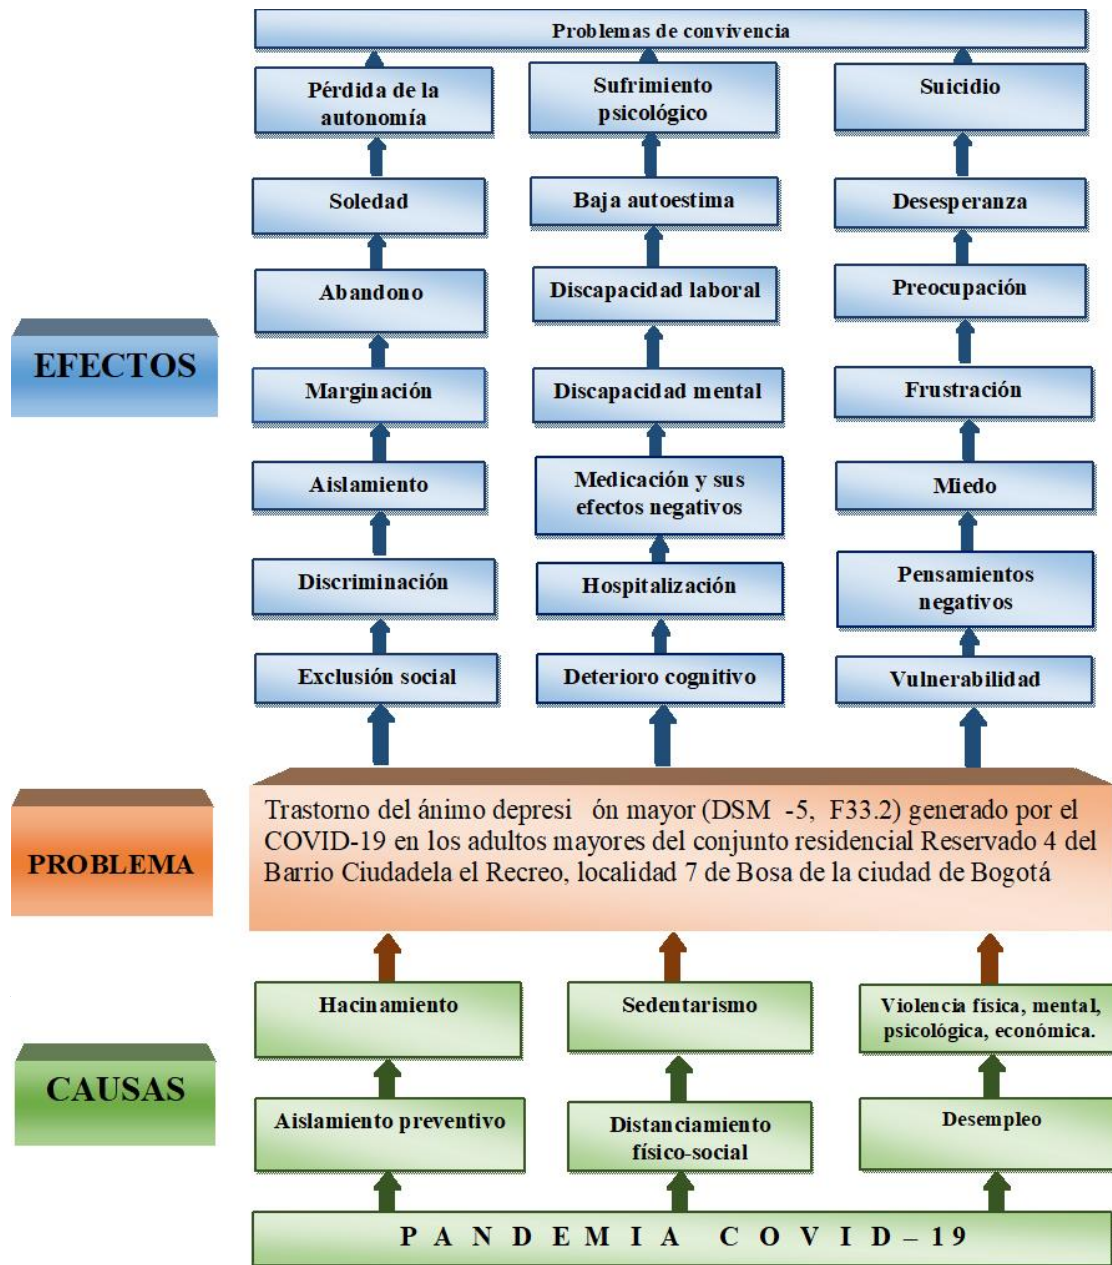 Problemas de convivencia
Pérdida de la
autonomía
Sufrimiento
psicológico
Suicidio
Soledad
Baja autoestima
Desesperanza
Abandono
Discapacidad laboral
Preocupación
EFECTOS
Marginación
Discapacidad mental
Frustración
Aislamiento
Medicación y sus
efectos negativos
Miedo
Discriminación
Hospitalización
Pensamientos
negativos
Exclusión social
Deterioro cognitivo
Vulnerabilidad
PROBLEMA
Trastorno del ánimo depresi ón mayor (DSM -5, F33.2) generado por el
COVID-19 en los adultos mayores del conjunto residencial Reservado 4 del
Barrio Ciudadela el Recreo, localidad 7 de Bosa de la ciudad de Bogotá
Hacinamiento
Sedentarismo
Violencia física, mental,
psicológica, económica.
CAUSAS
Aislamiento preventivo
Distanciamiento
físico-social
Desempleo
P A N D E M I A C O V I D – 19